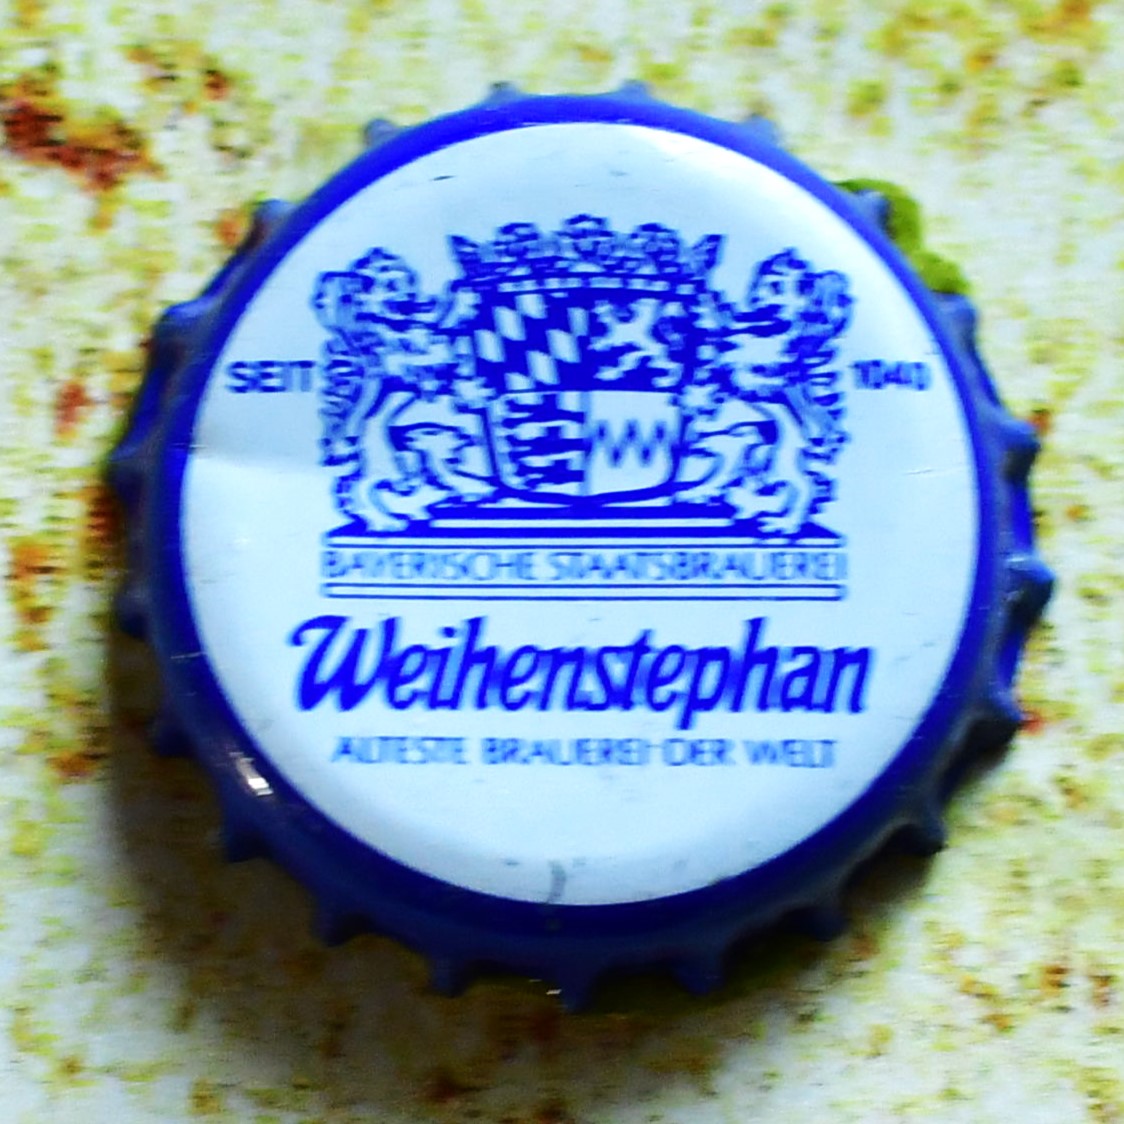 SEIT 1040
BAYERISCHE STAATSBRAUEREI
Weihenstephan
ÄLTESTE BRAUEREI DER WELT